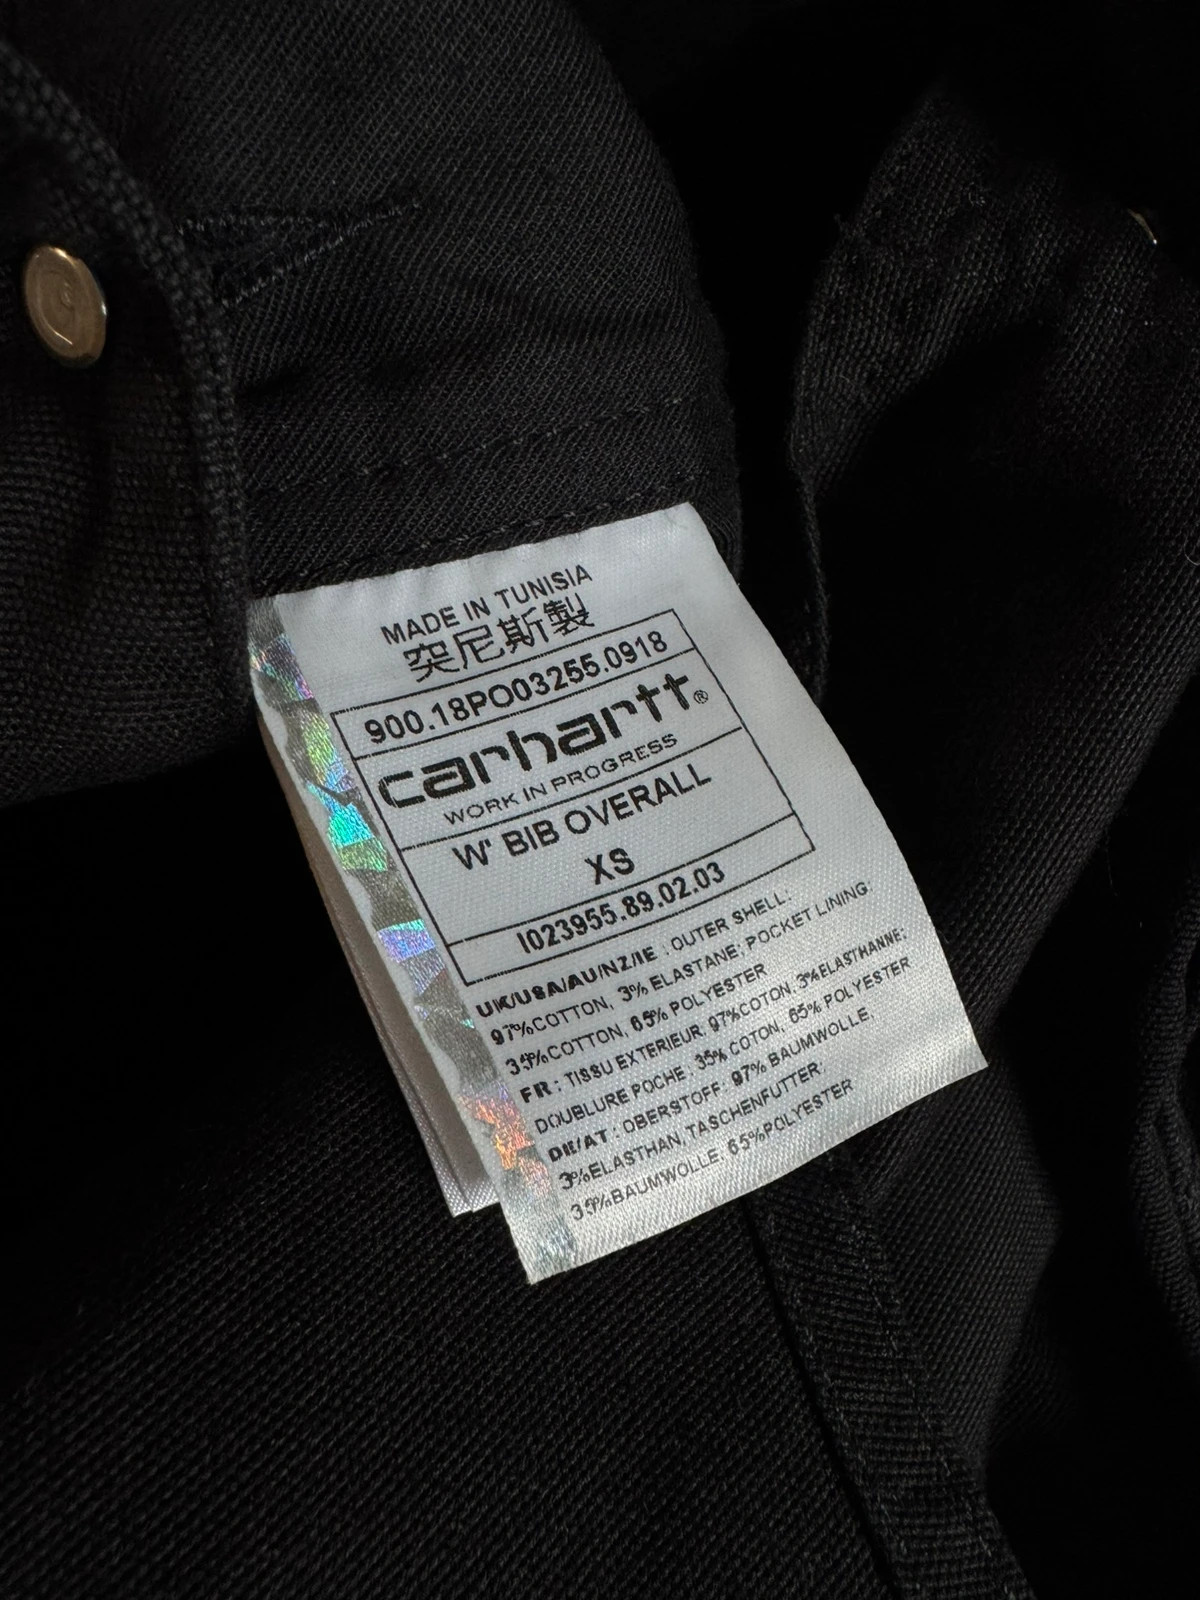 MADE IN TUNISIA
突尼斯製
900.18PO03255.0918
carhartt®
WORK IN PROGRESS
W' BIB OVERALL
XS
I023955.89.02.03
UK/USA/AU/NZ/IE : OUTER SHELL:
97%COTTON, 3% ELASTANE; POCKET LINING:
35%COTTON, 65% POLYESTER
FR : TISSU EXTERIEUR: 97%COTON, 3%ELASTHANNE;
DOUBLURE POCHE: 35% COTON, 65% POLYESTER
DE/AT : OBERSTOFF: 97% BAUMWOLLE,
3%ELASTHAN, TASCHENFUTTER:
35%BAUMWOLLE, 65%POLYESTER